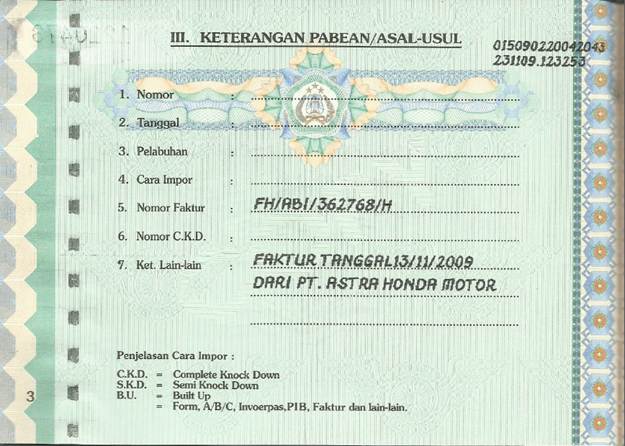 III. KETERANGAN PABEAN/ASAL-USUL
015090220042043
231109.123253
1. Nomor :
2. Tanggal :
3. Pelabuhan :
4. Cara Impor :
5. Nomor Faktur : FH/ABI/362768/H
6. Nomor C.K.D. :
7. Ket. Lain-lain : FAKTUR TANGGAL13/11/2009
DARI PT. ASTRA HONDA MOTOR
Penjelasan Cara Impor :
C.K.D. = Complete Knock Down
S.K.D. = Semi Knock Down
B.U. = Built Up
= Form, A/B/C, Invoerpas,P1B, Faktur dan lain-lain.
3